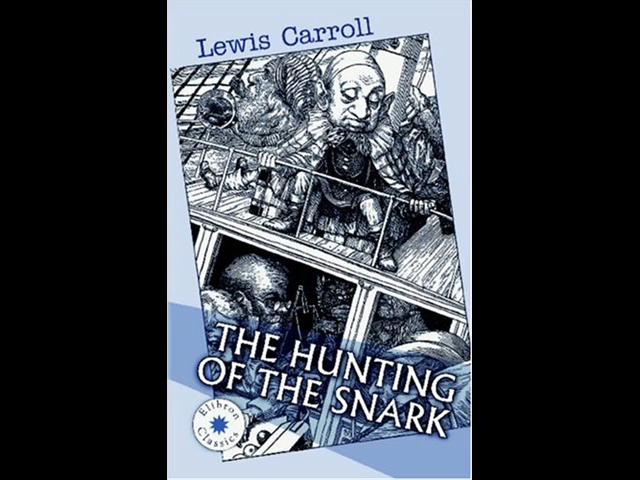 Lewis Carroll
THE HUNTING
OF THE SNARK
Elibron
Classics